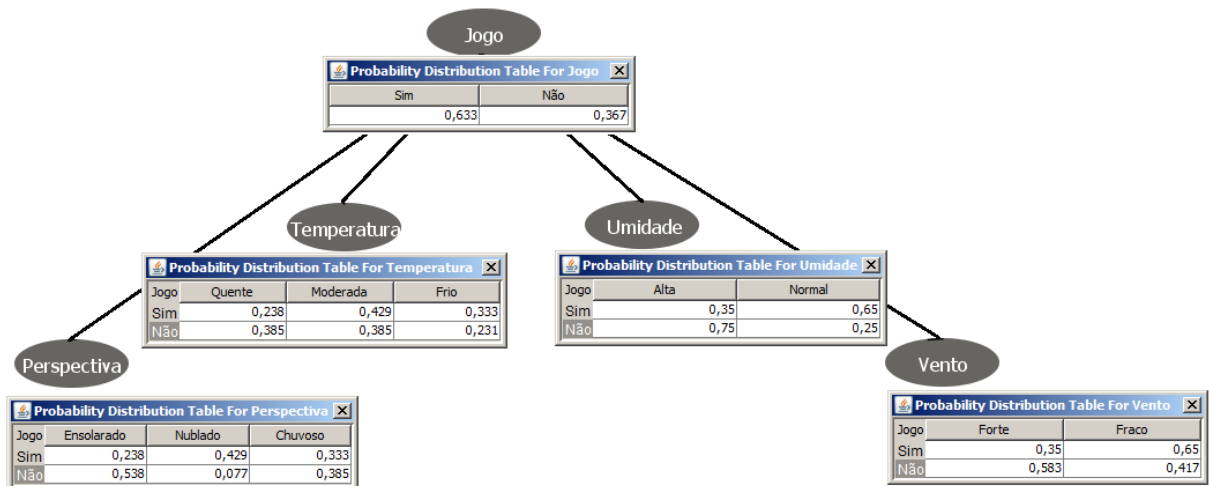 Jogo
Probability Distribution Table For Jogo
Sim Não
0,633 0,367
Temperatura
Umidade
Probability Distribution Table For Temperatura
Jogo Quente Moderada Frio
Sim 0,238 0,429 0,333
Não 0,385 0,385 0,231
Probability Distribution Table For Umidade
Jogo Alta Normal
Sim 0,35 0,65
Não 0,75 0,25
Perspectiva
Vento
Probability Distribution Table For Perspectiva
Jogo Ensolarado Nublado Chuvoso
Sim 0,238 0,429 0,333
Não 0,538 0,077 0,385
Probability Distribution Table For Vento
Jogo Forte Fraco
Sim 0,35 0,65
Não 0,583 0,417